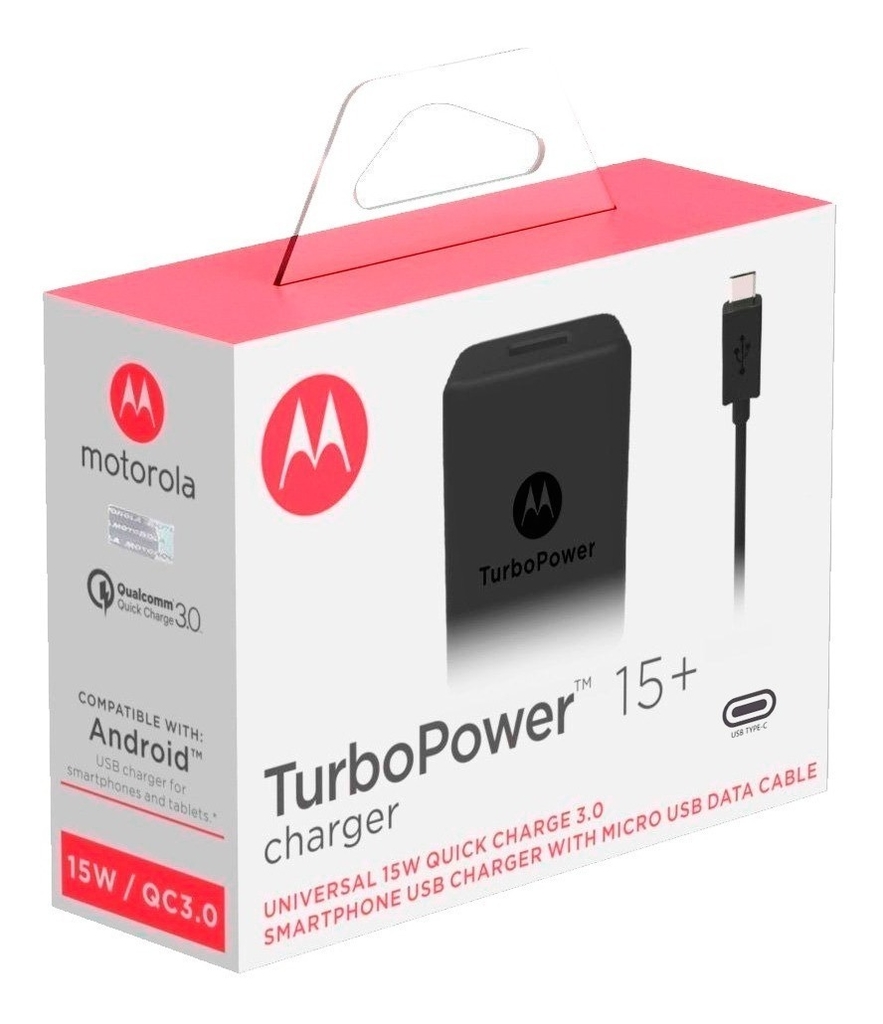 motorola
MOTOROLA
Qualcomm
Quick Charge 3.0
COMPATIBLE WITH:
Android™
USB charger for
smartphones and tablets.*
15W / QC3.0
TurboPower
TurboPower™ 15+
charger
USB TYPE-C
UNIVERSAL 15W QUICK CHARGE 3.0
SMARTPHONE USB CHARGER WITH MICRO USB DATA CABLE